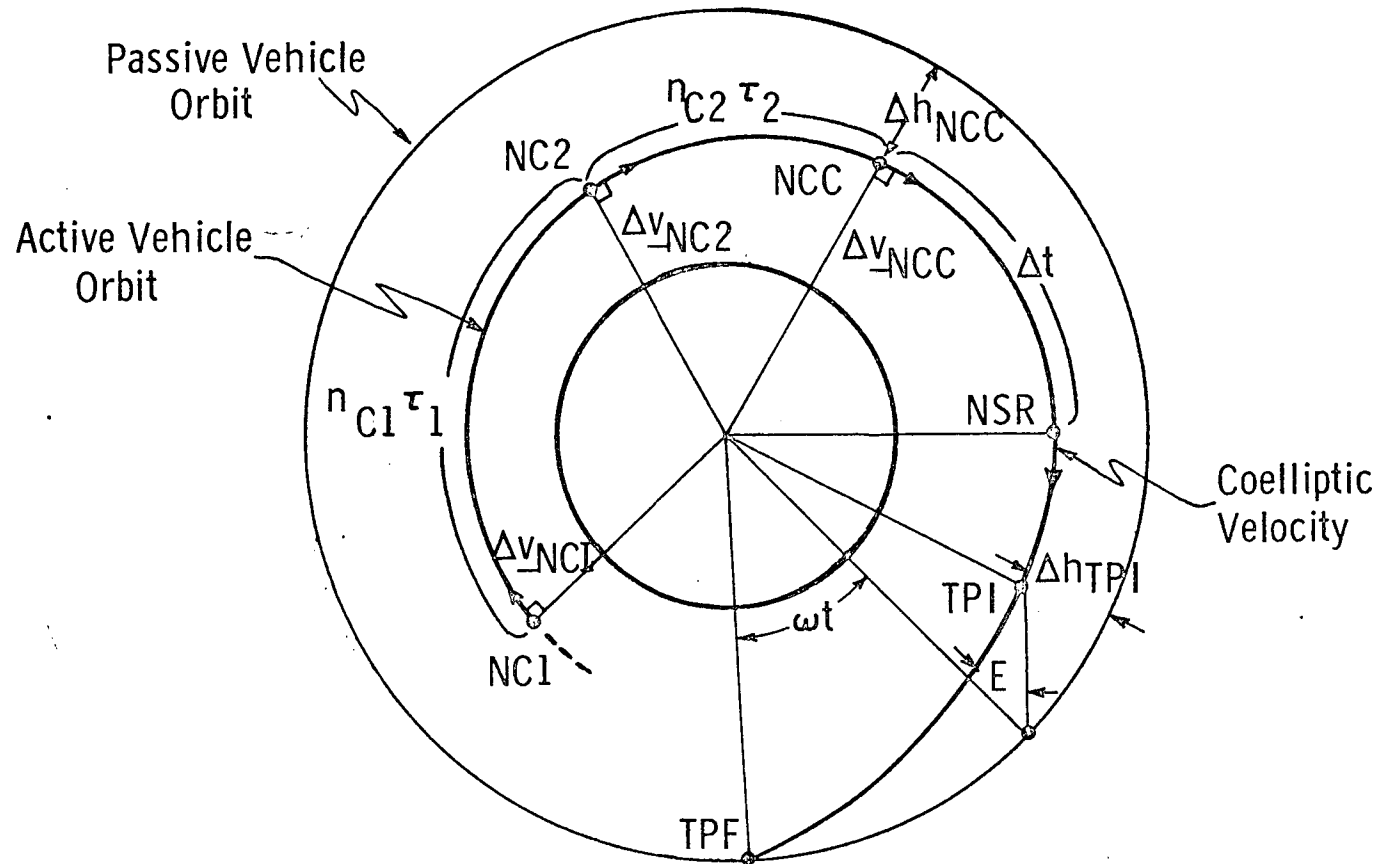 Passive Vehicle
Orbit
n_C2 τ_2
Δh_NCC
NC2
NCC
Δv_NC2
Δv_NCC
Δt
Active Vehicle
Orbit
n_C1 τ_1
NSR
Coelliptic
Velocity
Δv_NC1
NC1
TPI
Δh_TPI
ωt
E
TPF